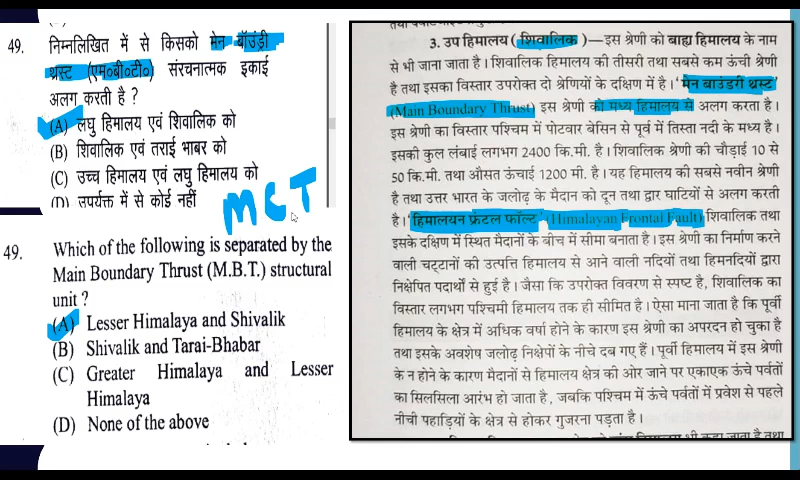 49. निम्नलिखित में से किसको मेन बॉउंड्री
थ्रस्ट (एम०बी०टी०) संरचनात्मक इकाई
अलग करती है ?
(A) लघु हिमालय एवं शिवालिक को
(B) शिवालिक एवं तराई भाबर को
(C) उच्च हिमालय एवं लघु हिमालय को
(D) उपर्युक्त में से कोई नहीं
MCT
49. Which of the following is separated by the
Main Boundary Thrust (M.B.T.) structural
unit ?
(A) Lesser Himalaya and Shivalik
(B) Shivalik and Tarai-Bhabar
(C) Greater Himalaya and Lesser
Himalaya
(D) None of the above
3. उप हिमालय (शिवालिक)—इस श्रेणी को बाह्य हिमालय के नाम
से भी जाना जाता है। शिवालिक हिमालय की तीसरी तथा सबसे कम ऊंची श्रेणी
है तथा इसका विस्तार उपरोक्त दो श्रेणियों के दक्षिण में है। 'मेन बाउंडरी थ्रस्ट'
(Main Boundary Thrust) इस श्रेणी को मध्य हिमालय से अलग करता है।
इस श्रेणी का विस्तार पश्चिम में पोटवार बेसिन से पूर्व में तिस्ता नदी के मध्य है।
इसकी कुल लंबाई लगभग 2400 कि.मी. है। शिवालिक श्रेणी की चौड़ाई 10 से
50 कि.मी. तथा औसत ऊंचाई 1200 मी. है। यह हिमालय की सबसे नवीन श्रेणी
है तथा उत्तर भारत के जलोढ़ के मैदान को दून तथा द्वार घाटियों से अलग करती
है। 'हिमालयन फ्रंटल फॉल्ट' (Himalayan Frontal Fault) शिवालिक तथा
इसके दक्षिण में स्थित मैदानों के बीच में सीमा बनाता है। इस श्रेणी का निर्माण करने
वाली चट्टानों की उत्पत्ति हिमालय से आने वाली नदियों तथा हिमनदियों द्वारा
निक्षेपित पदार्थों से हुई है। जैसा कि उपरोक्त विवरण से स्पष्ट है, शिवालिक का
विस्तार लगभग पश्चिमी हिमालय तक ही सीमित है। ऐसा माना जाता है कि पूर्वी
हिमालय के क्षेत्र में अधिक वर्षा होने के कारण इस श्रेणी का अपरदन हो चुका है
तथा इसके अवशेष जलोढ़ निक्षेपों के नीचे दब गए हैं। पूर्वी हिमालय में इस श्रेणी
के न होने के कारण मैदानों से हिमालय क्षेत्र की ओर जाने पर एकाएक ऊंचे पर्वतों
का सिलसिला आरंभ हो जाता है, जबकि पश्चिम में ऊंचे पर्वतों में प्रवेश से पहले
नीची पहाड़ियों के क्षेत्र से होकर गुजरना पड़ता है।